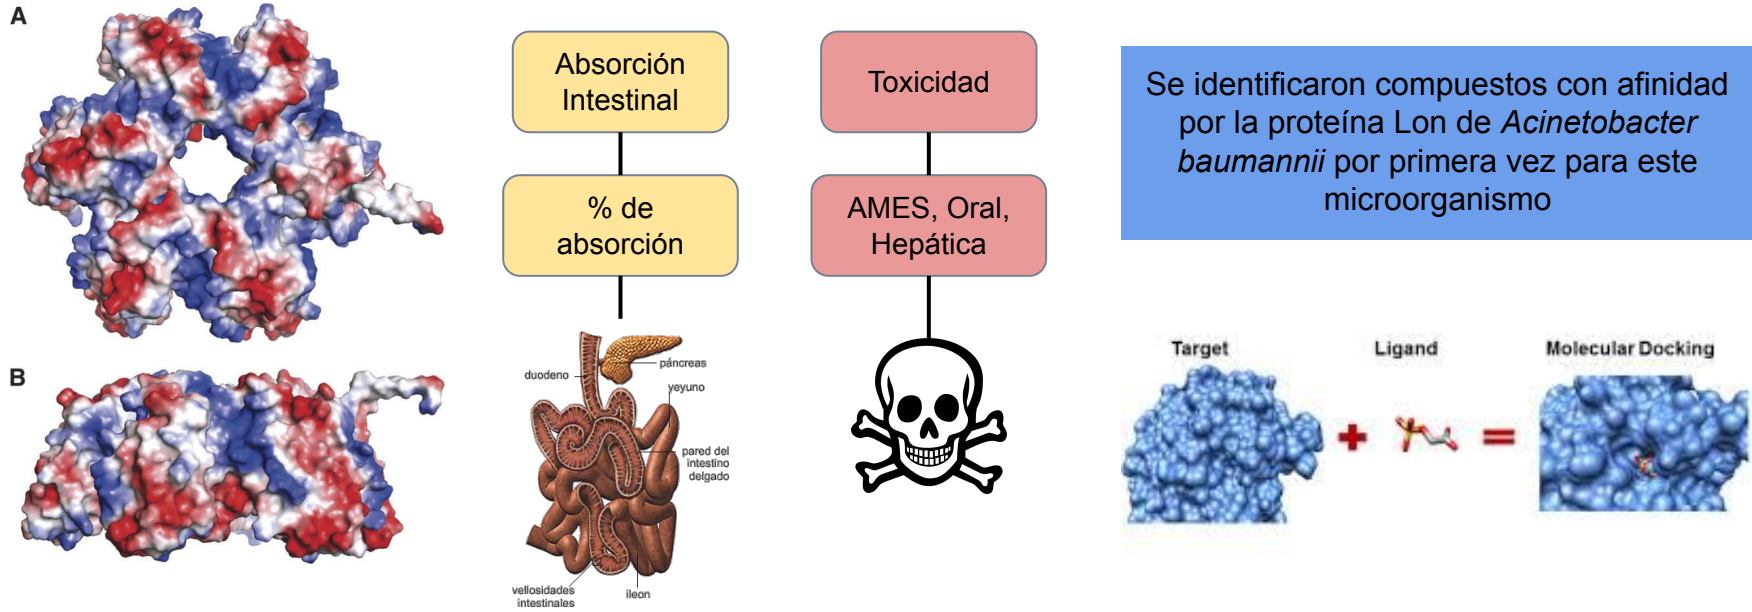 A
B
Absorción
Intestinal
% de
absorción
duodeno
páncreas
yeyuno
pared del
intestino
delgado
vellosidades
intestinales
ileon
Toxicidad
AMES, Oral,
Hepática
Se identificaron compuestos con afinidad
por la proteína Lon de Acinetobacter
baumannii por primera vez para este
microorganismo
Target
Ligand
Molecular Docking